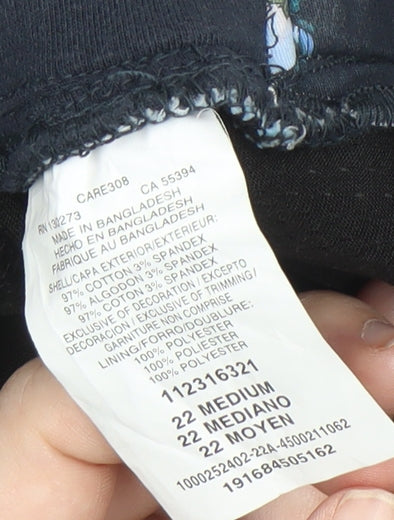 CARE308 CA 55394
RN 130273
MADE IN BANGLADESH
HECHO EN BANGLADESH
FABRIQUE AU BANGLADESH
SHELL/CAPA EXTERIOR/EXTERIEUR:
97% COTTON 3% SPANDEX
97% ALGODON 3% SPANDEX
97% COTON 3% SPANDEX
EXCLUSIVE OF DECORATION / EXCEPTO
DECORACIÓN / EXCLUSIVE OF TRIMMING/
GARNITURE NON COMPRISE
LINING/FORRO/DOUBLURE:
100% POLYESTER
100% POLIESTER
100% POLYESTER
112316321
22 MEDIUM
22 MEDIANO
22 MOYEN
1000252402-22A-4500211062
191684505162